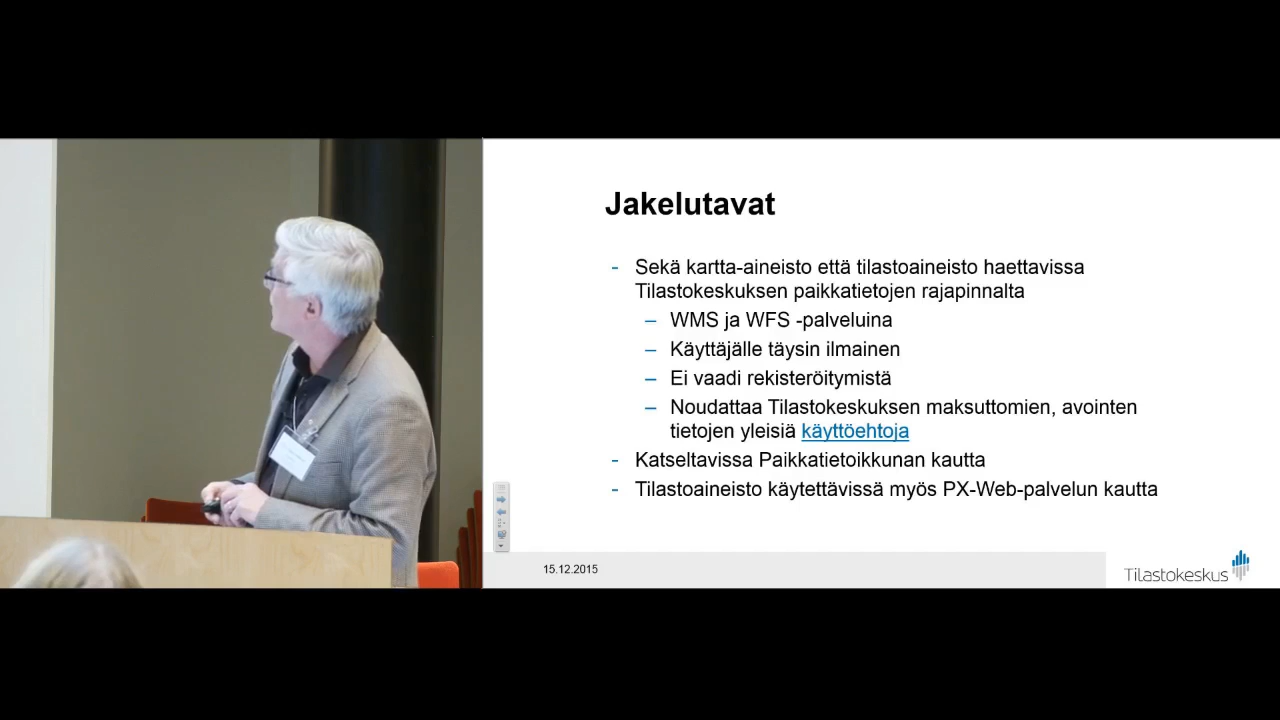 Jakelutavat
- Sekä kartta-aineisto että tilastoaineisto haettavissa
Tilastokeskuksen paikkatietojen rajapinnalta
– WMS ja WFS -palveluina
– Käyttäjälle täysin ilmainen
– Ei vaadi rekisteröitymistä
– Noudattaa Tilastokeskuksen maksuttomien, avointen
tietojen yleisiä käyttöehtoja
- Katseltavissa Paikkatietoikkunan kautta
- Tilastoaineisto käytettävissä myös PX-Web-palvelun kautta
15.12.2015
Tilastokeskus